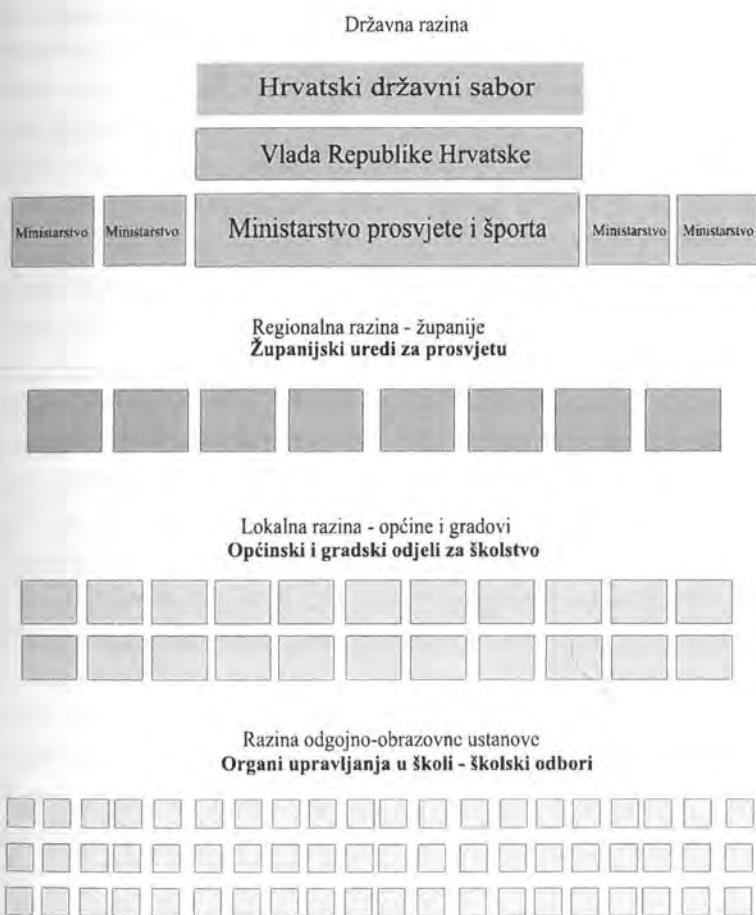 Državna razina
Hrvatski državni sabor
Vlada Republike Hrvatske
Ministarstvo Ministarstvo Ministarstvo prosvjete i športa Ministarstvo Ministarstvo
Regionalna razina - županije
Županijski uredi za prosvjetu
Lokalna razina - općine i gradovi
Općinski i gradski odjeli za školstvo
Razina odgojno-obrazovne ustanove
Organi upravljanja u školi - školski odbori